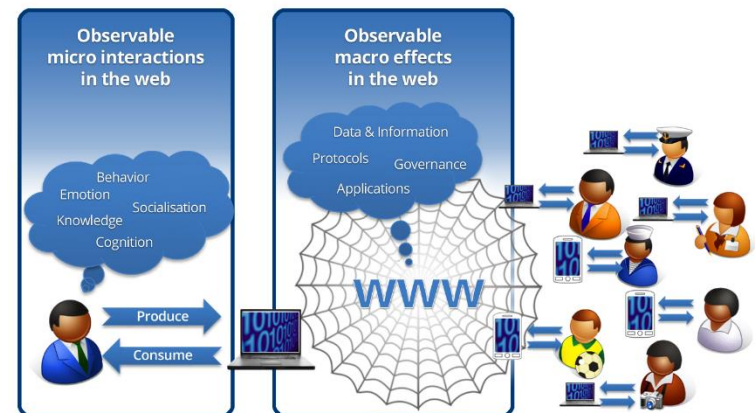 Observable
micro interactions
in the web
Behavior
Emotion
Socialisation
Knowledge
Cognition
Produce
Consume
Observable
macro effects
in the web
Data & Information
Protocols
Governance
Applications
WWW